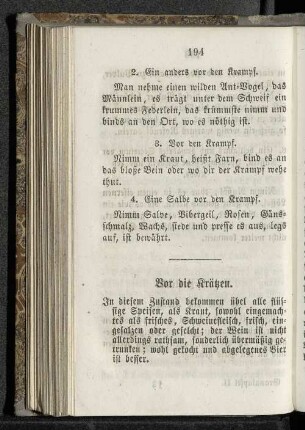 194
2. Ein anders vor den Krampf.
Man nehme einen wilden Ant-Vogel, das
Männlein, es trägt unter dem Schweif ein
krummes Federlein, das krümmste nimm und
binds an den Ort, wo es nöthig ist.
3. Vor den Krampf.
Nimm ein Kraut, heißt Farn, bind es an
das bloße Bein oder wo dir der Krampf wehe
thut.
4. Eine Salbe vor den Krampf.
Nimm Salve, Bibergeil, Rosen, Gäns-
schmalz, Wachs, siede und presse es aus, legs
auf, ist bewährt.
Vor die Krätzen.
In diesem Zustand bekommen übel alle flüs-
sige Speisen, als Kraut, sowohl eingemach-
tes als frisches, Schweinefleisch, frisch, ein-
gesalzen oder geselcht; der Wein ist nicht
allerdings rathsam, sonderlich übermäßig ge-
trunken; wohl gekocht und abgelegenes Bier
ist besser.